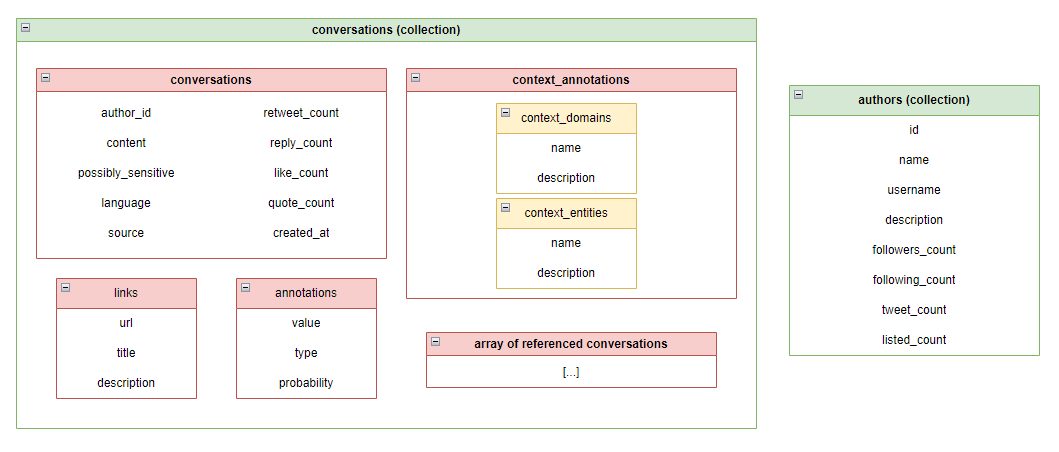 conversations (collection)
conversations
author_id retweet_count
content reply_count
possibly_sensitive like_count
language quote_count
source created_at
context_annotations
context_domains
name
description
context_entities
name
description
links
url
title
description
annotations
value
type
probability
array of referenced conversations
[...]
authors (collection)
id
name
username
description
followers_count
following_count
tweet_count
listed_count